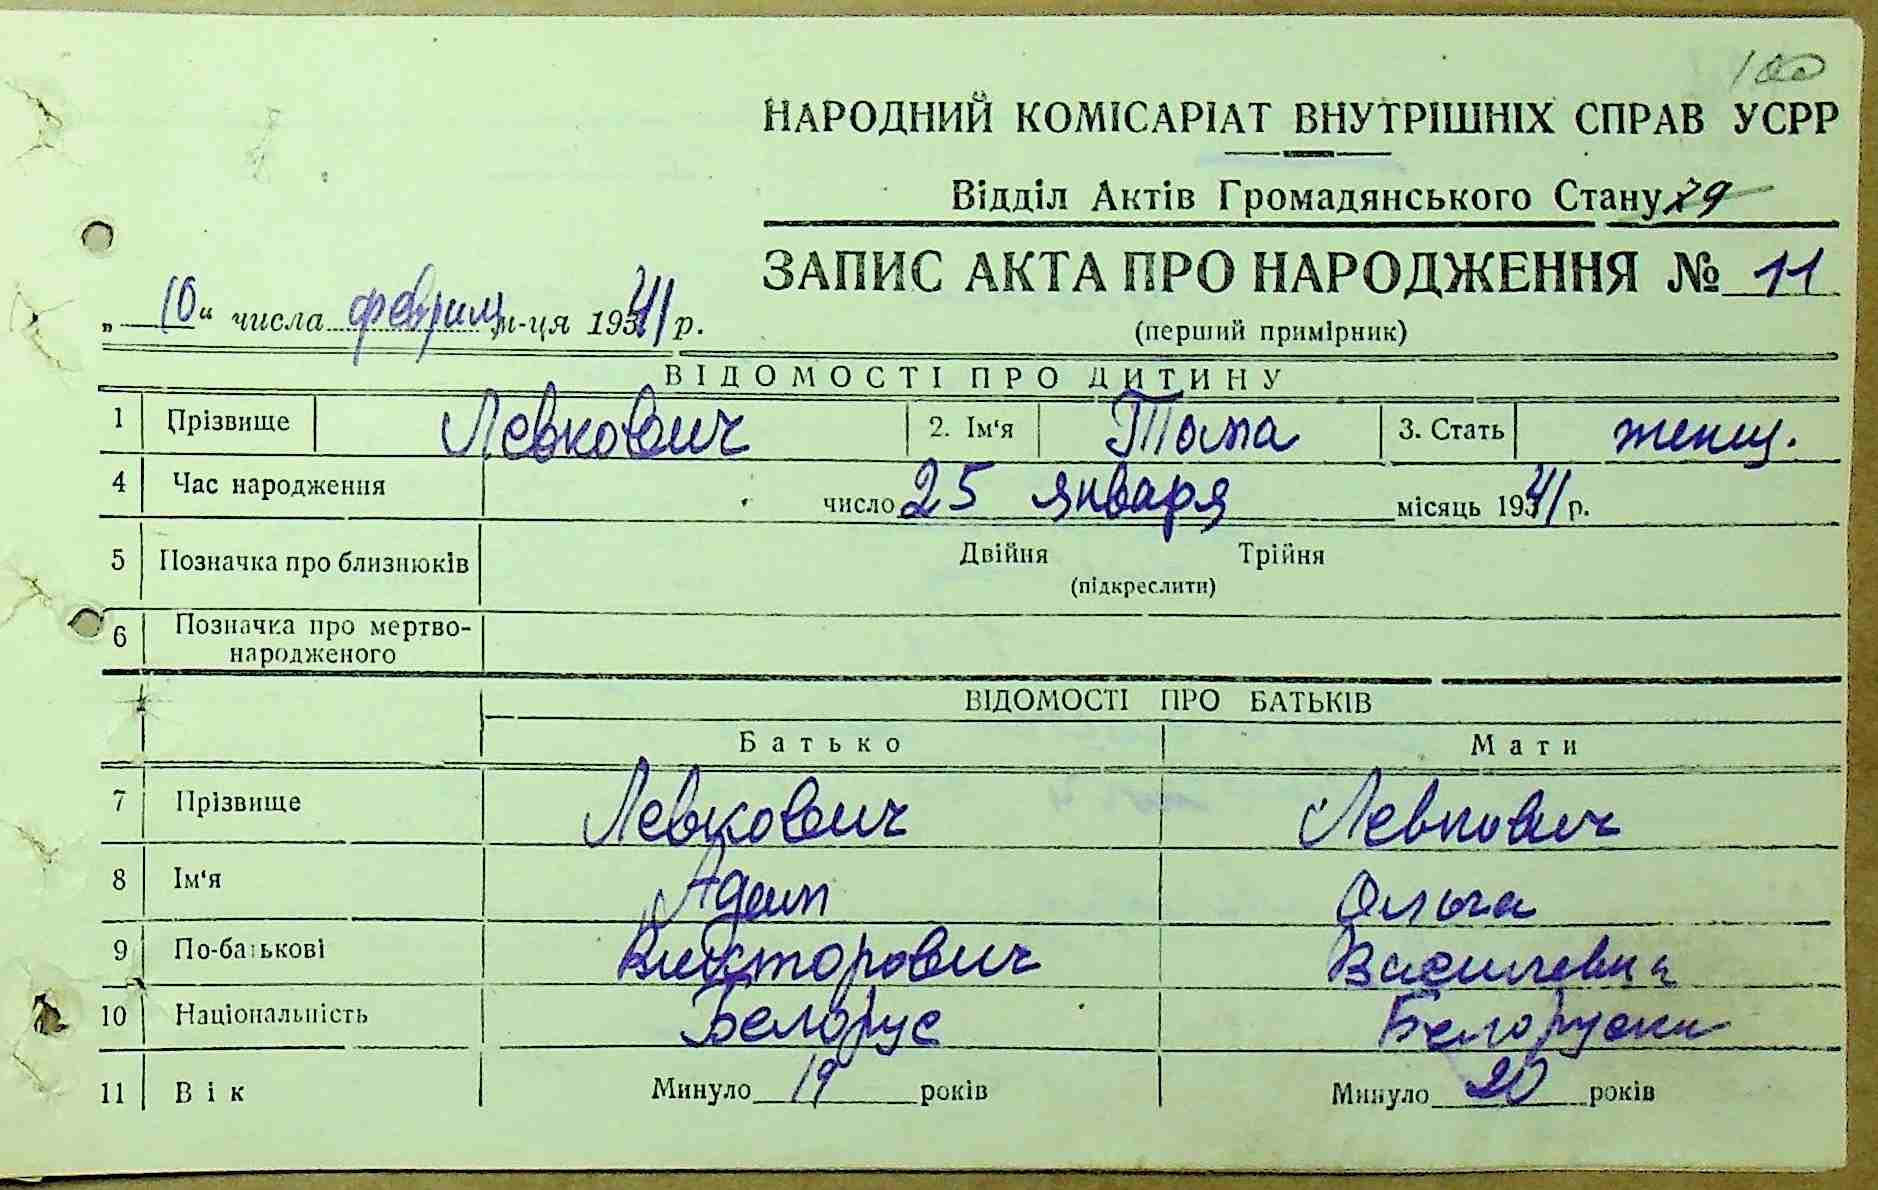 100
НАРОДНИЙ КОМІСАРІАТ ВНУТРІШНІХ СПРАВ УСРР
Відділ Актів Громадянського Стану 29
ЗАПИС АКТА ПРО НАРОДЖЕННЯ № 11
„10“ числа февраля м-ця 1941 р.
(перший примірник)
ВІДОМОСТІ ПРО ДИТИНУ
1 Прізвище Левкович 2. Ім‘я Тома 3. Стать женщ.
4 Час народження число 25 января місяць 1941 р.
5 Позначка про близнюків Двійня Трійня
(підкреслити)
6 Позначка про мертво-
народженого
ВІДОМОСТІ ПРО БАТЬКІВ
Батько Мати
7 Прізвище Левкович Левкович
8 Ім‘я Адам Ольга
9 По-батькові Викторович Василевна
10 Національність Белорус Белоруска
11 Вік Минуло 19 років Минуло 20 років